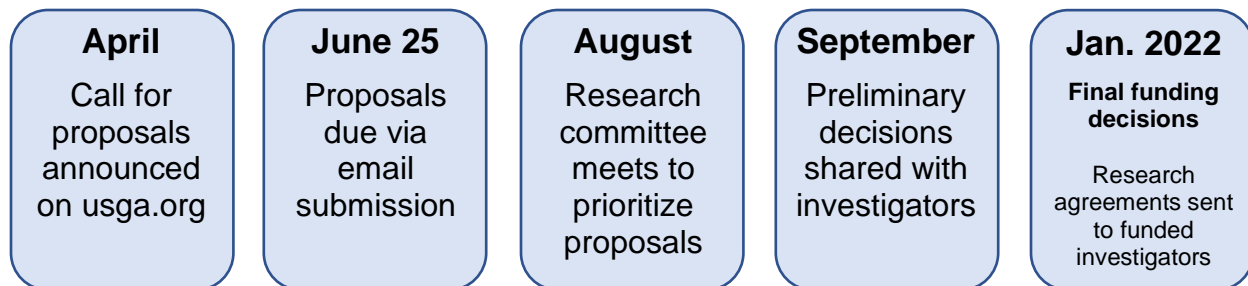 April
Call for
proposals
announced
on usga.org
June 25
Proposals
due via
email
submission
August
Research
committee
meets to
prioritize
proposals
September
Preliminary
decisions
shared with
investigators
Jan. 2022
Final funding
decisions
Research
agreements sent
to funded
investigators